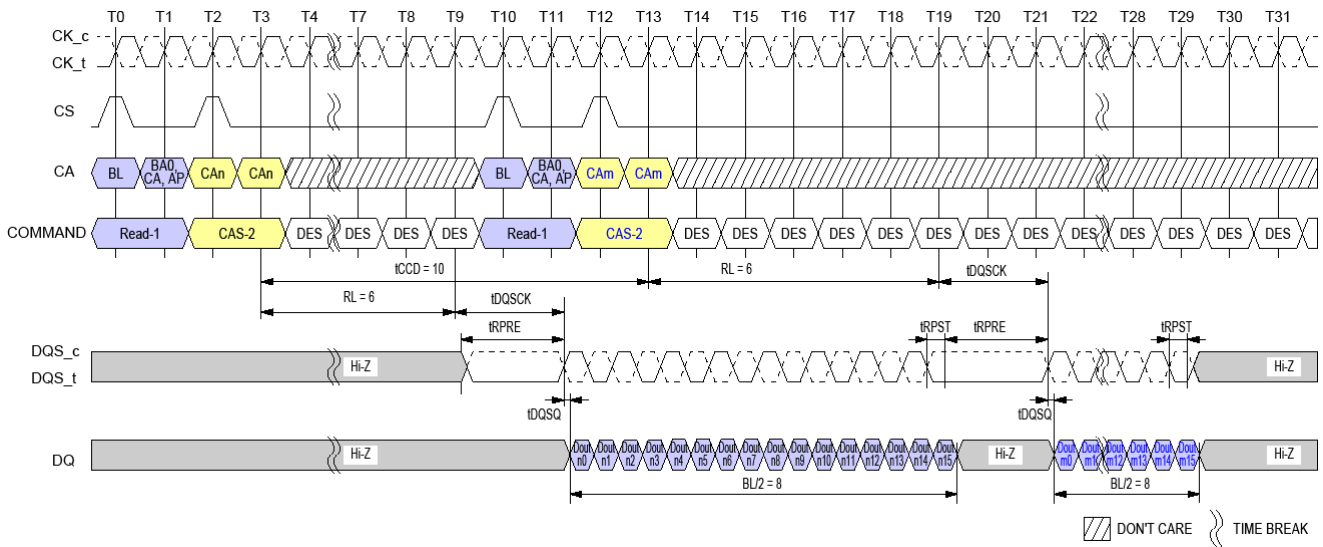 T0 T1 T2 T3 T4 T7 T8 T9 T10 T11 T12 T13 T14 T15 T16 T17 T18 T19 T20 T21 T22 T28 T29 T30 T31
CK_c
CK_t
CS
CA
BL BA0, CA, AP CAn CAn BL BA0, CA, AP CAm CAm
COMMAND Read-1 CAS-2 DES DES DES DES Read-1 CAS-2 DES DES DES DES DES DES DES DES DES DES DES DES DES
tCCD = 10 RL = 6 tDQSCK
RL = 6 tDQSCK
tRPRE tRPST tRPRE tRPST
DQS_c
DQS_t
Hi-Z Hi-Z
tDQSQ tDQSQ
DQ Hi-Z Dout n0 Dout n1 Dout n2 Dout n3 Dout n4 Dout n5 Dout n6 Dout n7 Dout n8 Dout n9 Dout n10 Dout n11 Dout n12 Dout n13 Dout n14 Dout n15 Hi-Z Dout m0 Dout m1 Dout m12 Dout m13 Dout m14 Dout m15 Hi-Z
BL/2 = 8 BL/2 = 8
DON'T CARE TIME BREAK